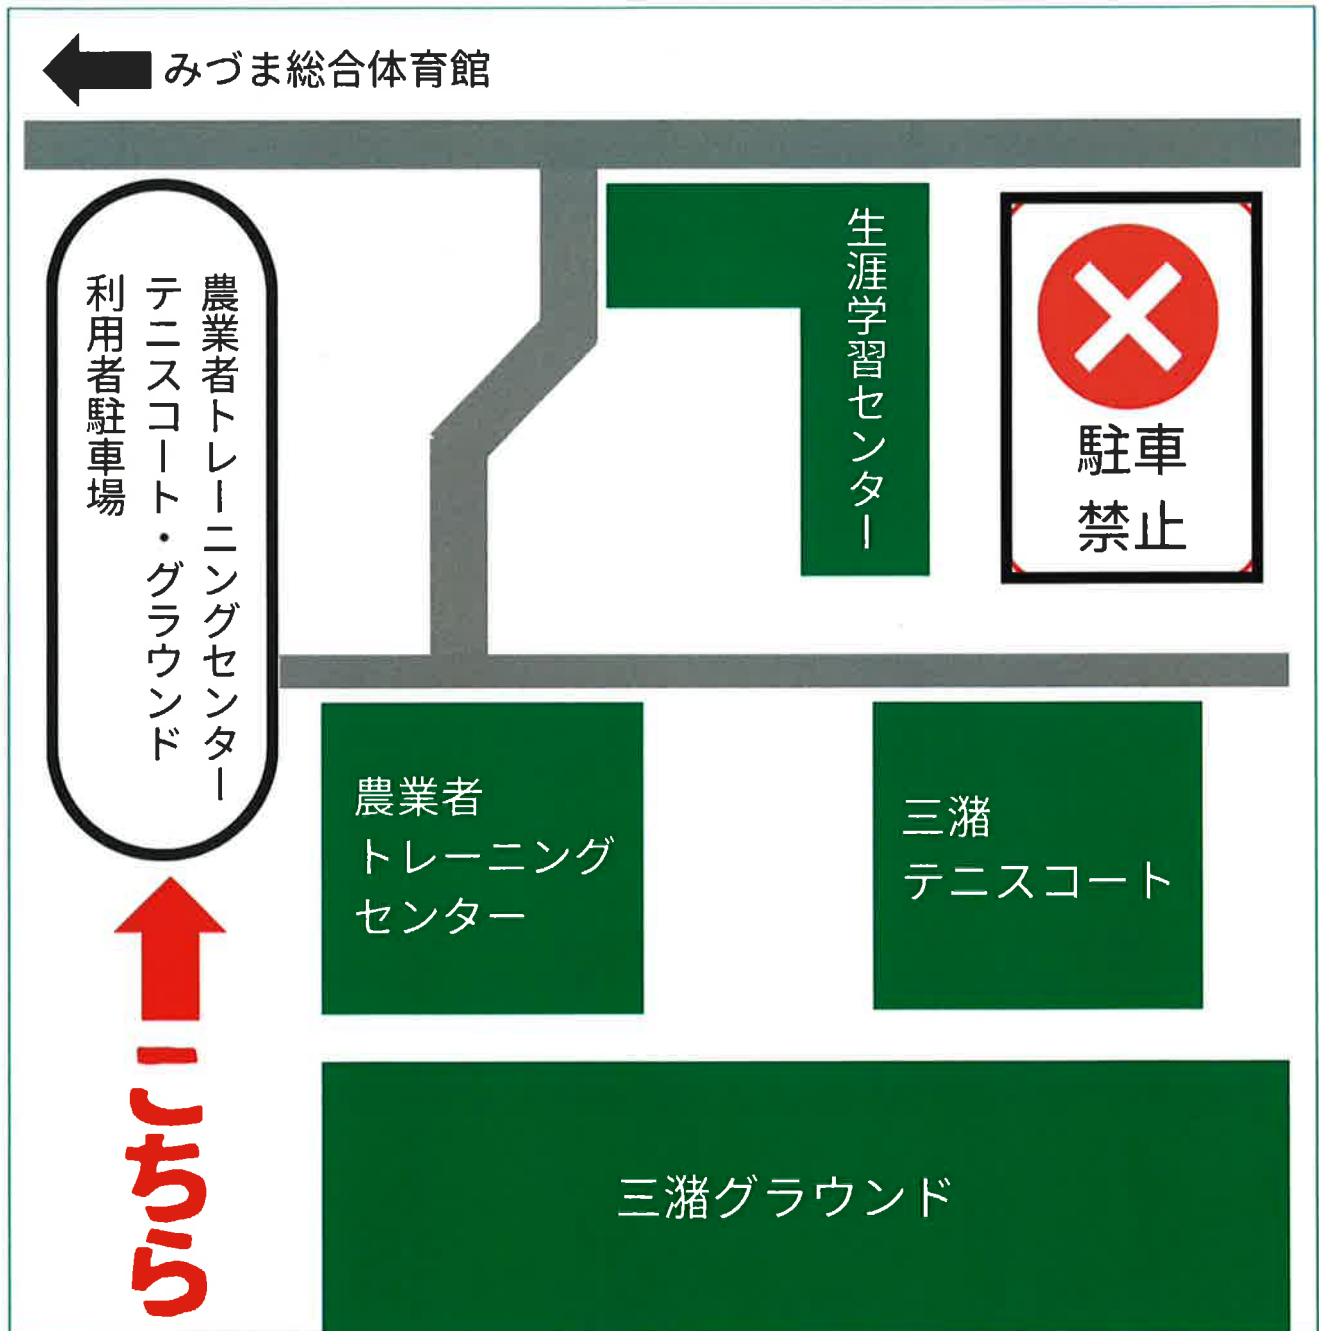 みづま総合体育館
農業者トレーニングセンター
テニスコート・グラウンド
利用者駐車場
生涯学習センター
駐車
禁止
農業者
トレーニング
センター
三潴
テニスコート
こちら
三潴グラウンド